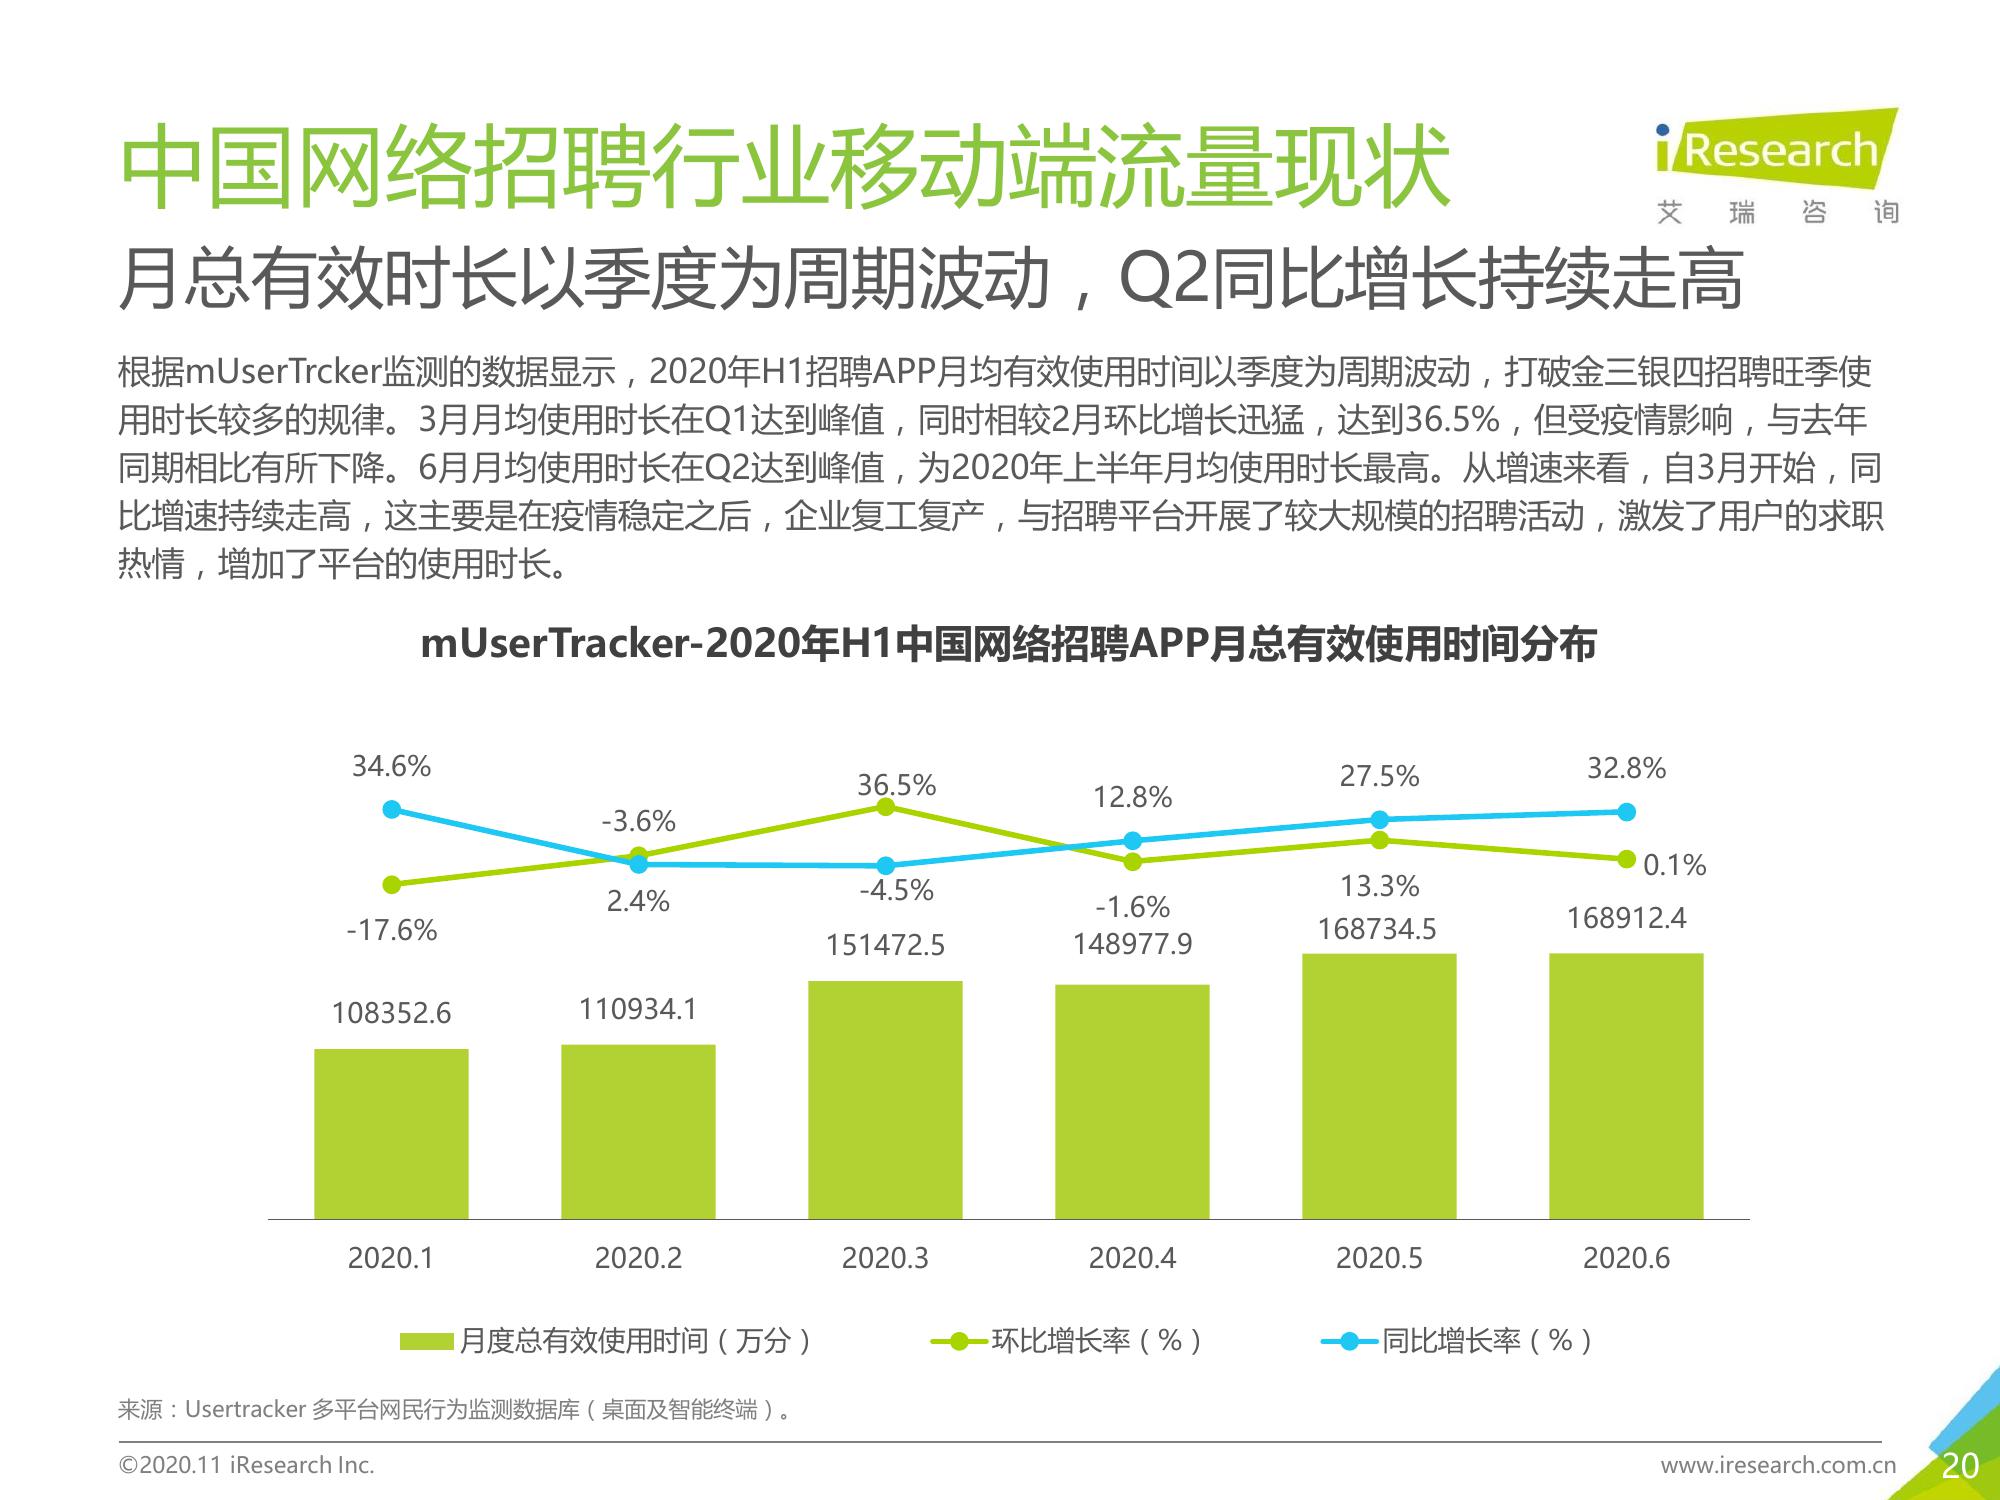 中国网络招聘行业移动端流量现状
iResearch
艾瑞咨询
月总有效时长以季度为周期波动，Q2同比增长持续走高
根据mUserTrcker监测的数据显示，2020年H1招聘APP月均有效使用时间以季度为周期波动，打破金三银四招聘旺季使
用时长较多的规律。3月月均使用时长在Q1达到峰值，同时相较2月环比增长迅猛，达到36.5%，但受疫情影响，与去年
同期相比有所下降。6月月均使用时长在Q2达到峰值，为2020年上半年月均使用时长最高。从增速来看，自3月开始，同
比增速持续走高，这主要是在疫情稳定之后，企业复工复产，与招聘平台开展了较大规模的招聘活动，激发了用户的求职
热情，增加了平台的使用时长。
mUserTracker-2020年H1中国网络招聘APP月总有效使用时间分布
34.6% -3.6% 36.5% 12.8% 27.5% 32.8%
-17.6% 2.4% -4.5% -1.6% 13.3% 0.1%
108352.6 110934.1 151472.5 148977.9 168734.5 168912.4
2020.1 2020.2 2020.3 2020.4 2020.5 2020.6
月度总有效使用时间（万分） 环比增长率（%） 同比增长率（%）
来源：Usertracker 多平台网民行为监测数据库（桌面及智能终端）。
©2020.11 iResearch Inc. www.iresearch.com.cn 20